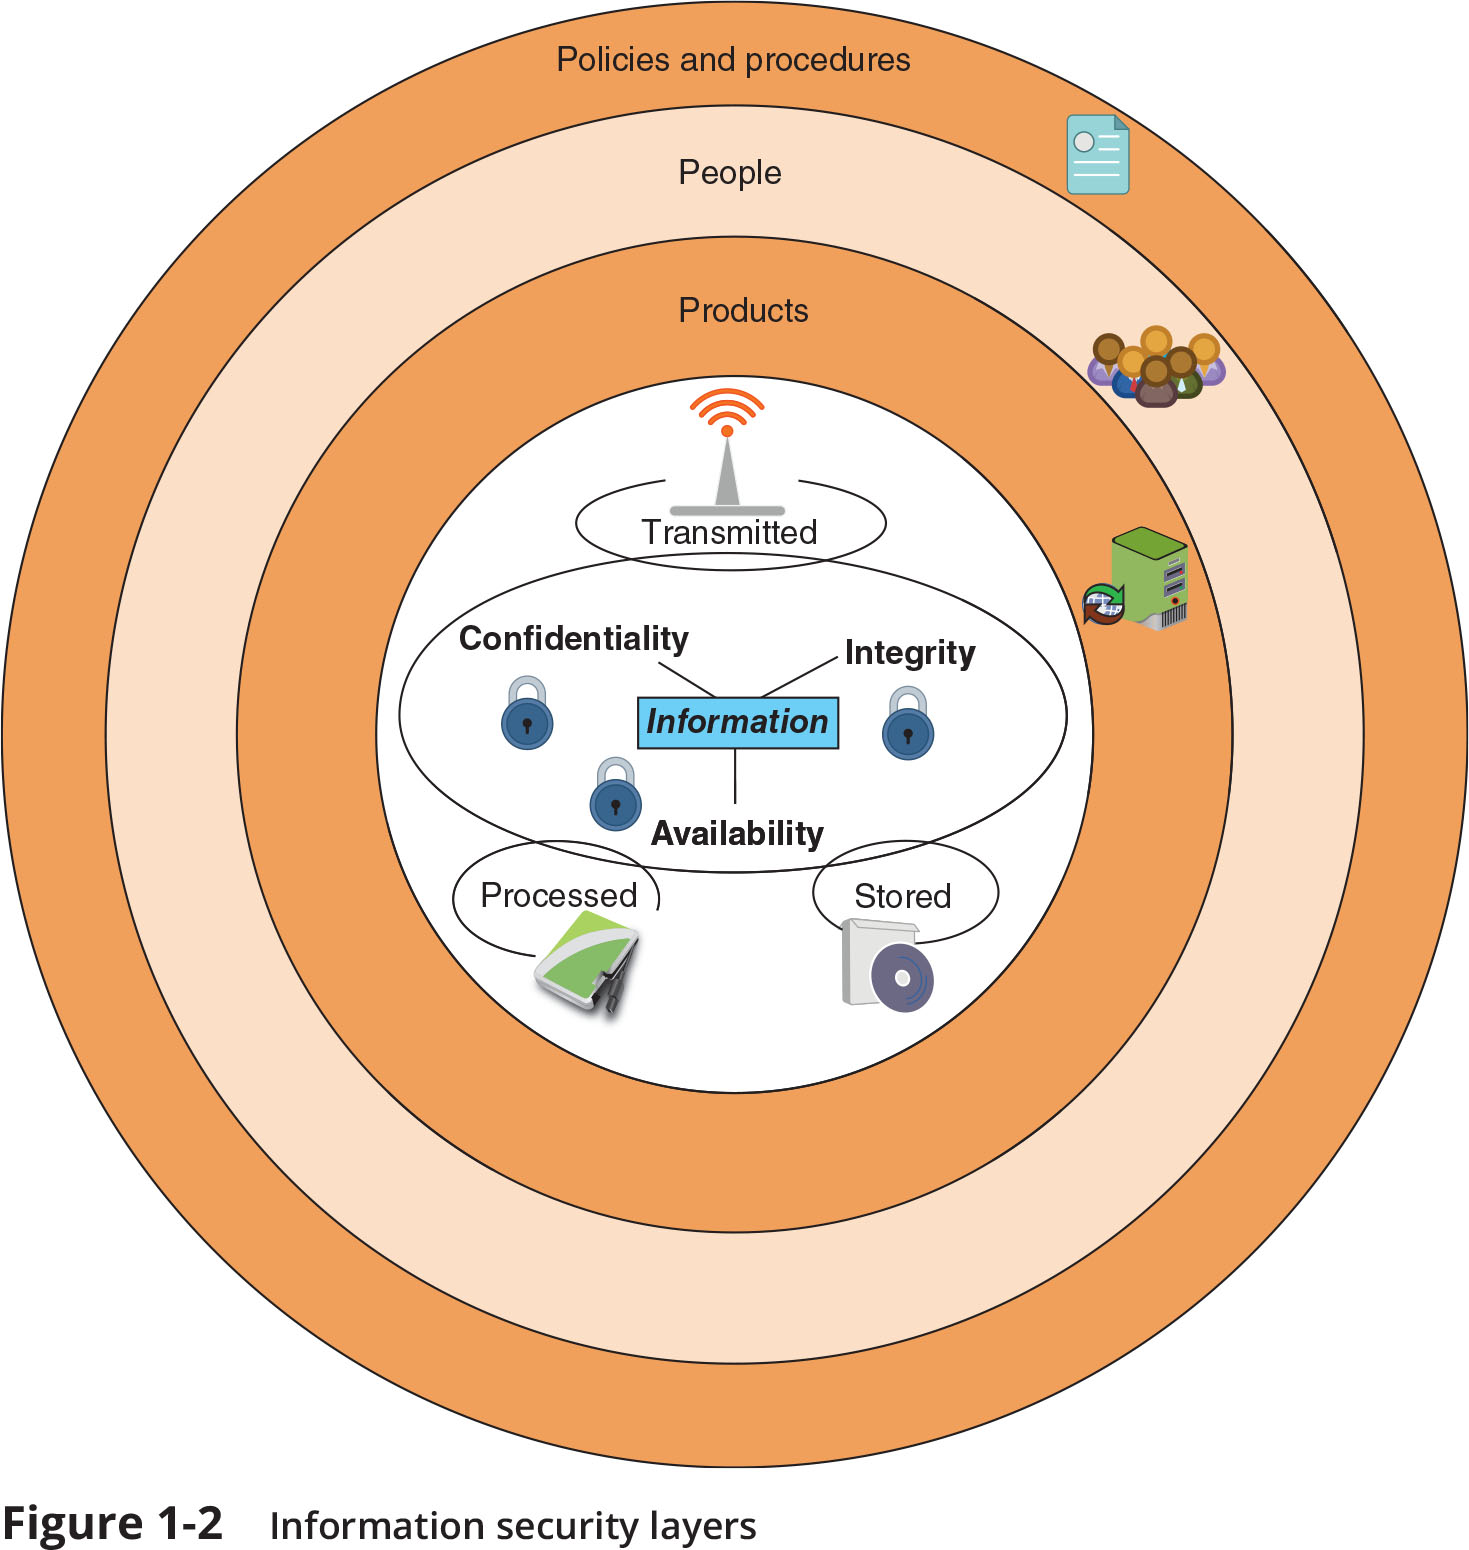 Policies and procedures
People
Products
Transmitted
Confidentiality
Integrity
Information
Availability
Processed
Stored
Figure 1-2 Information security layers